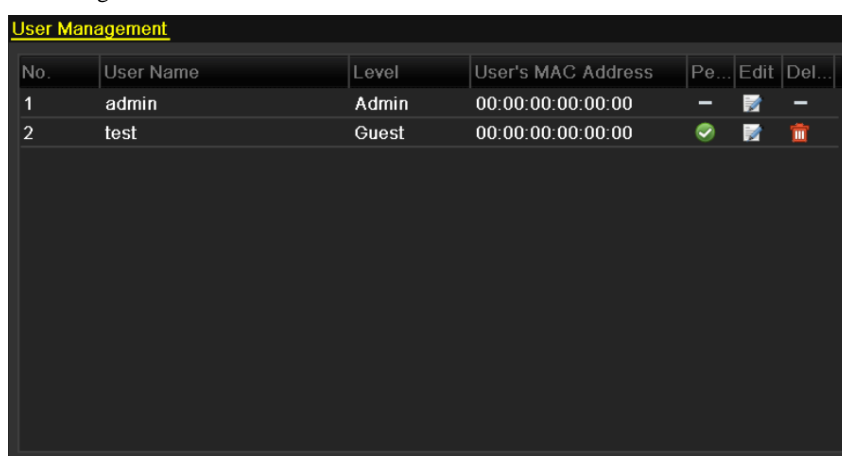 User Management
No. User Name Level User's MAC Address Pe... Edit Del...
1 admin Admin 00:00:00:00:00:00 –
2 test Guest 00:00:00:00:00:00